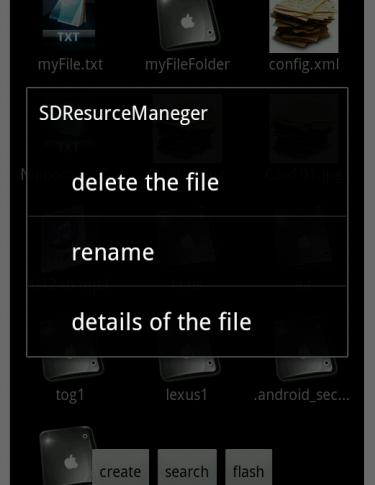 TXT
myFile.txt myFileFolder config.xml
SDResurceManeger
delete the file
rename
details of the file
tog1 lexus1 .android_sec...
create search flash